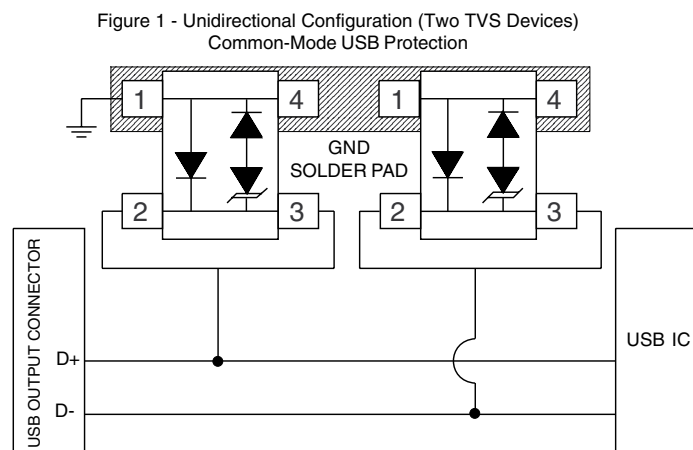 Figure 1 - Unidirectional Configuration (Two TVS Devices)
Common-Mode USB Protection
1
4
1
4
GND
SOLDER PAD
2
3
2
3
USB OUTPUT CONNECTOR
D+
D-
USB IC